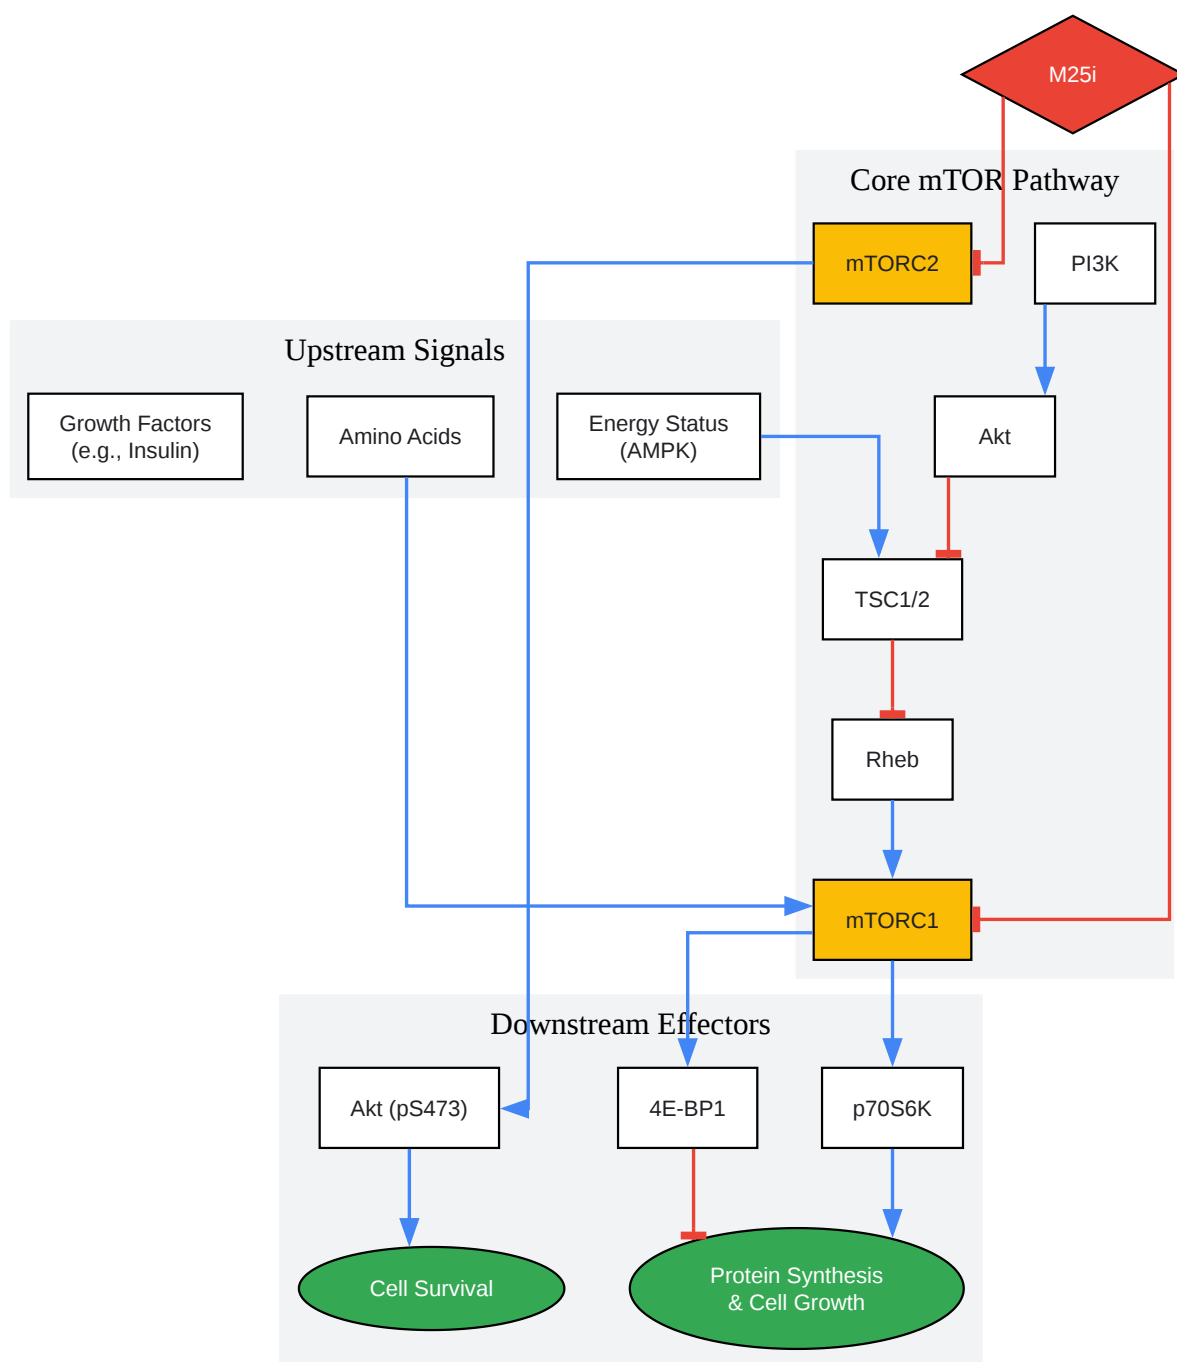 M25i
Core mTOR Pathway
mTORC2
PI3K
Upstream Signals
Growth Factors
(e.g., Insulin)
Amino Acids
Energy Status
(AMPK)
Akt
TSC1/2
Rheb
mTORC1
Downstream Effectors
Akt (pS473)
4E-BP1
p70S6K
Cell Survival
Protein Synthesis
& Cell Growth